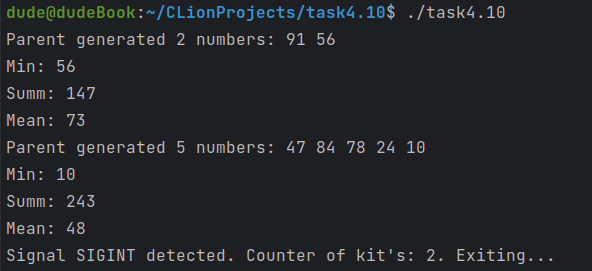 dude@dudeBook:~/CLionProjects/task4.10$ ./task4.10
Parent generated 2 numbers: 91 56
Min: 56
Summ: 147
Mean: 73
Parent generated 5 numbers: 47 84 78 24 10
Min: 10
Summ: 243
Mean: 48
Signal SIGINT detected. Counter of kit's: 2. Exiting...